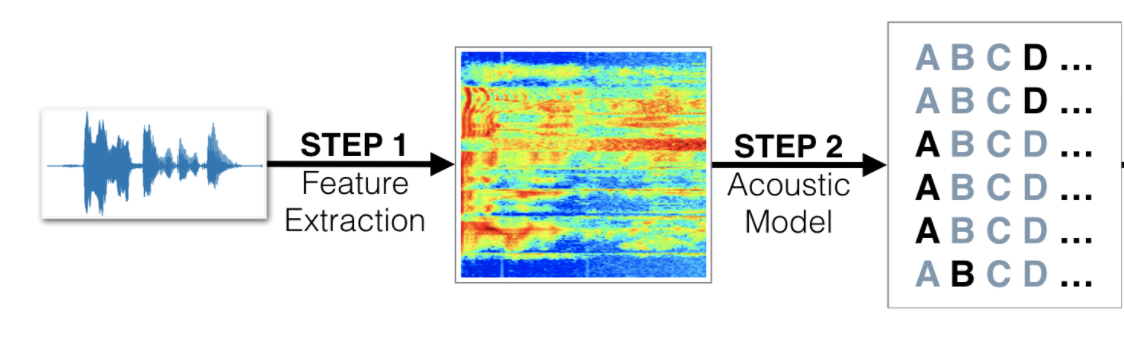 STEP 1
Feature
Extraction
STEP 2
Acoustic
Model
A B C D ...
A B C D ...
A B C D ...
A B C D ...
A B C D ...
A B C D ...